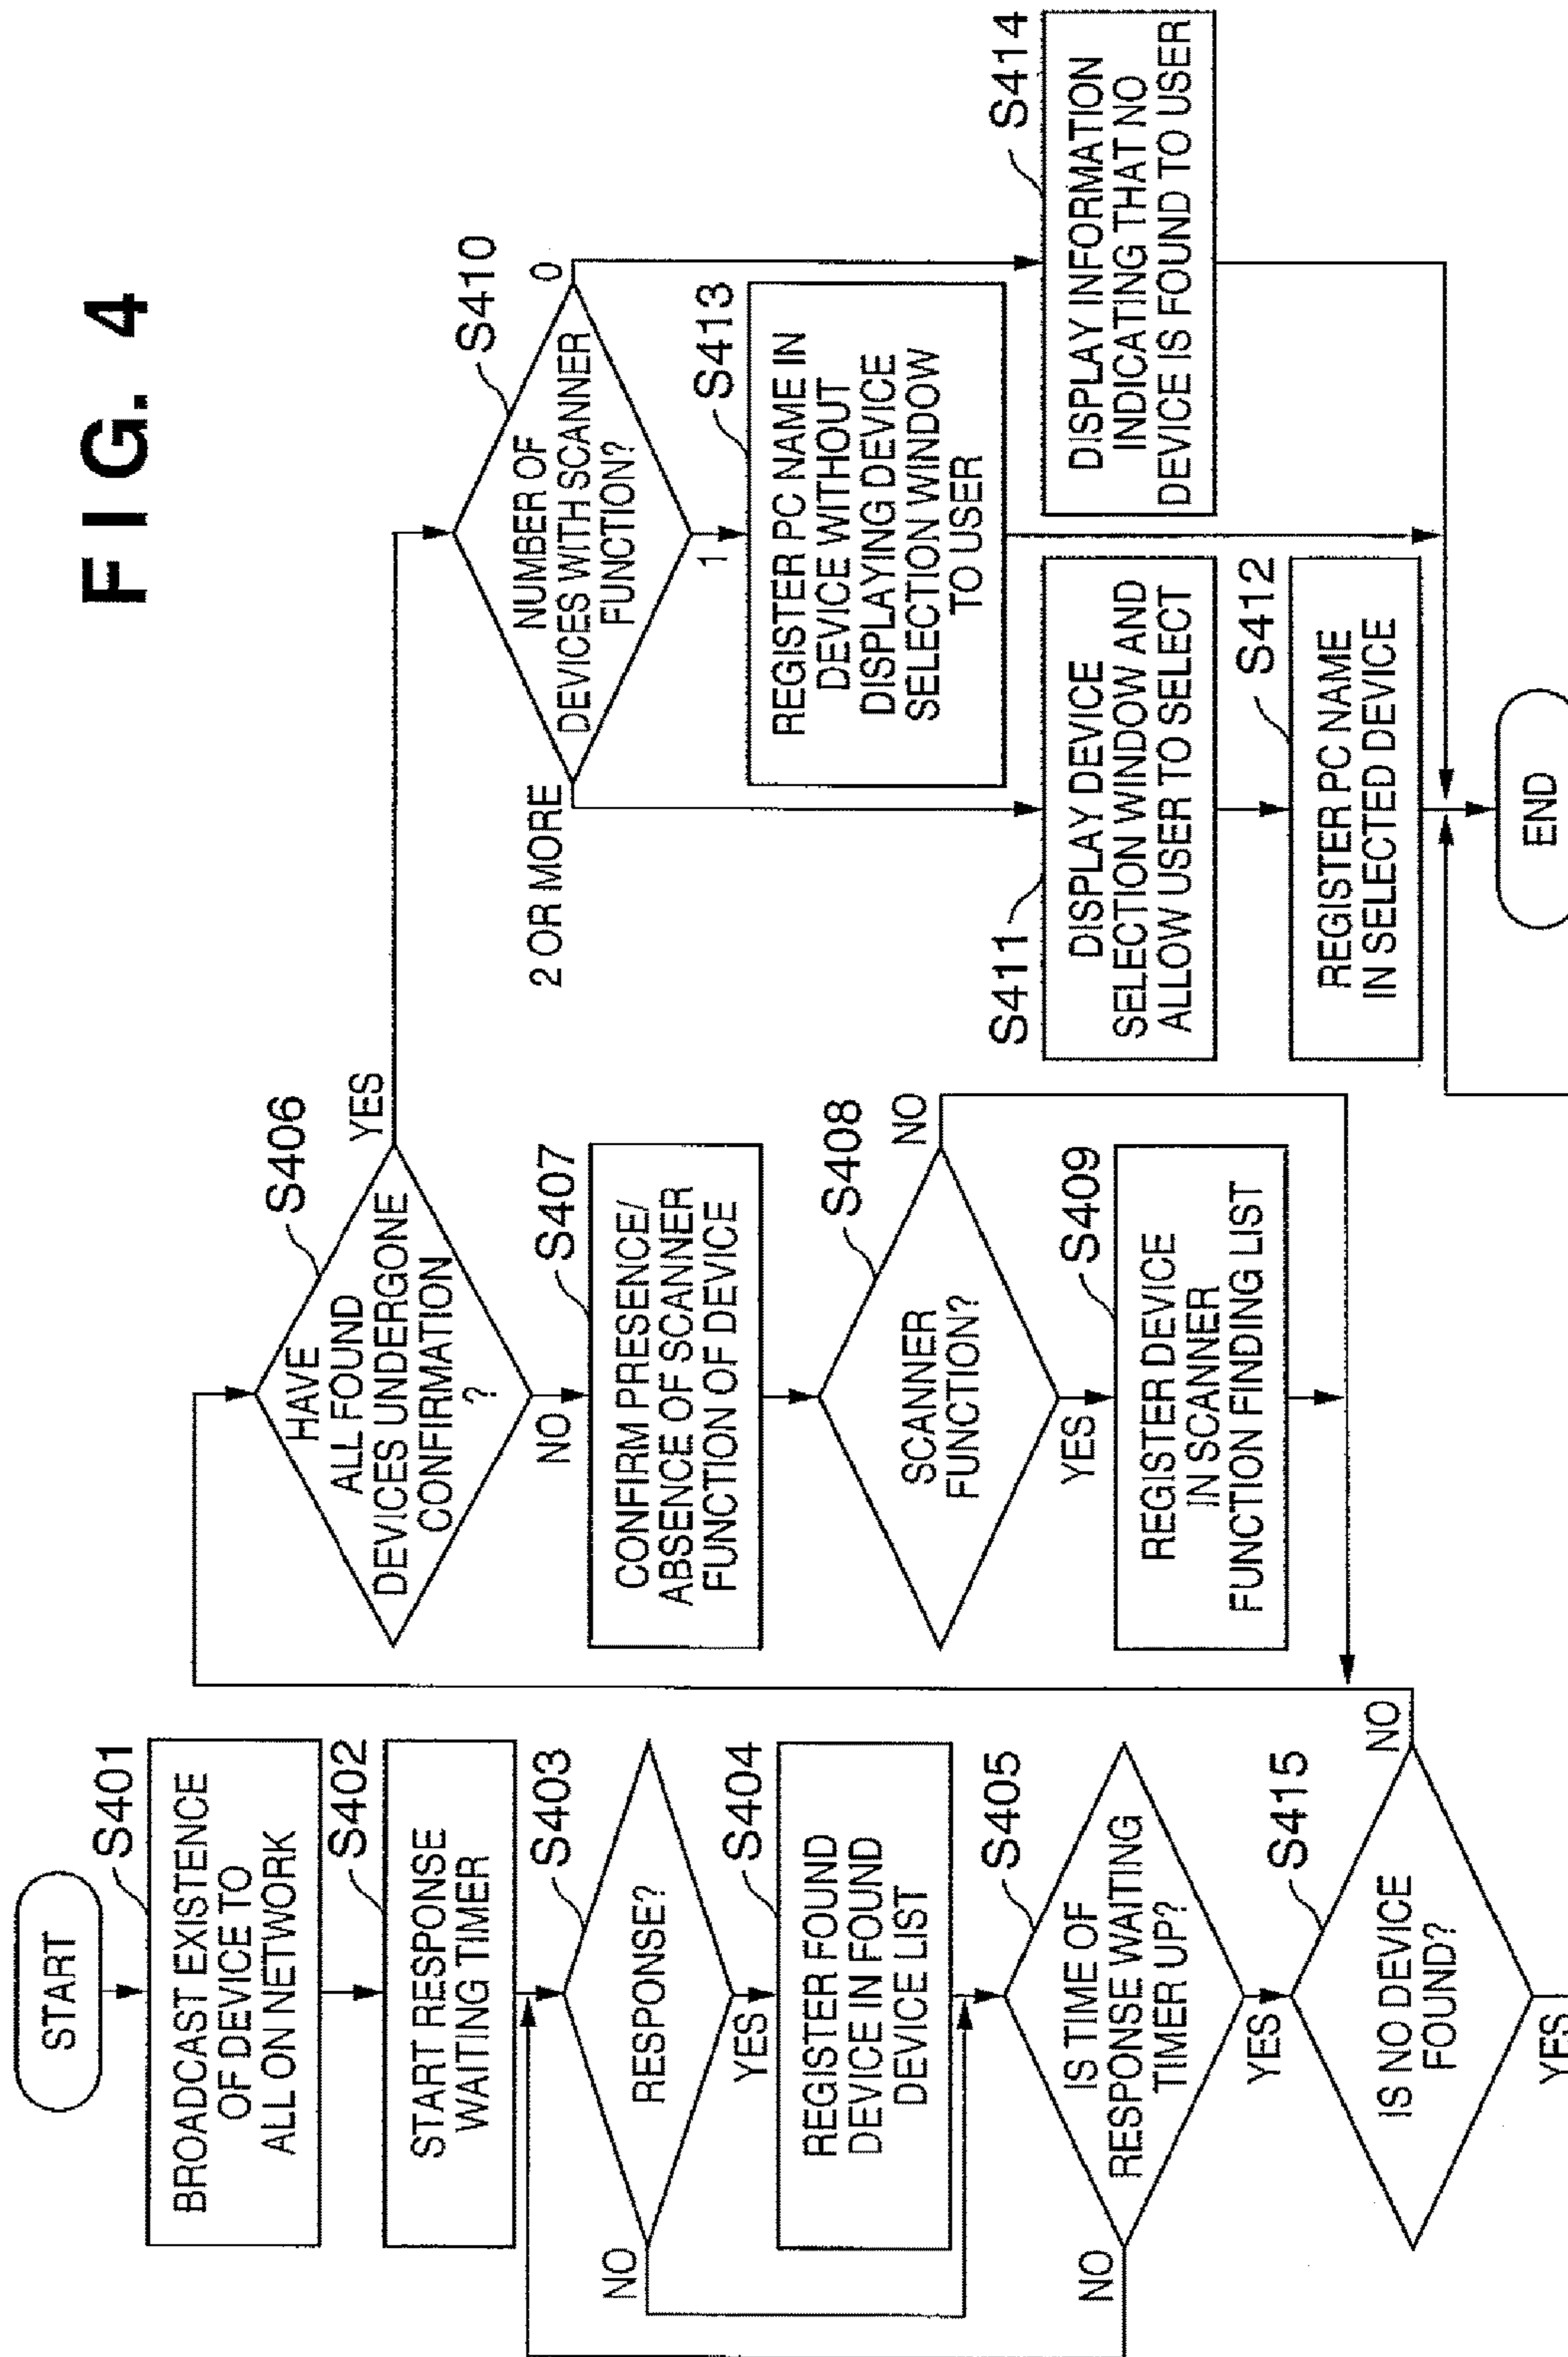 FIG. 4
START
S401
BROADCAST EXISTENCE
OF DEVICE TO
ALL ON NETWORK
S402
START RESPONSE
WAITING TIMER
S403
RESPONSE?
NO
YES
S404
REGISTER FOUND
DEVICE IN FOUND
DEVICE LIST
S405
IS TIME OF
RESPONSE WAITING
TIMER UP?
NO
YES
S415
IS NO DEVICE
FOUND?
NO
YES
S406
HAVE
ALL FOUND
DEVICES UNDERGONE
CONFIRMATION
?
YES
NO
S407
CONFIRM PRESENCE/
ABSENCE OF SCANNER
FUNCTION OF DEVICE
S408
SCANNER
FUNCTION?
NO
YES
S409
REGISTER DEVICE
IN SCANNER
FUNCTION FINDING LIST
S410
NUMBER OF
DEVICES WITH SCANNER
FUNCTION?
2 OR MORE
1
0
S413
REGISTER PC NAME IN
DEVICE WITHOUT
DISPLAYING DEVICE
SELECTION WINDOW
TO USER
S411
DISPLAY DEVICE
SELECTION WINDOW AND
ALLOW USER TO SELECT
S414
DISPLAY INFORMATION
INDICATING THAT NO
DEVICE IS FOUND TO USER
S412
REGISTER PC NAME
IN SELECTED DEVICE
END